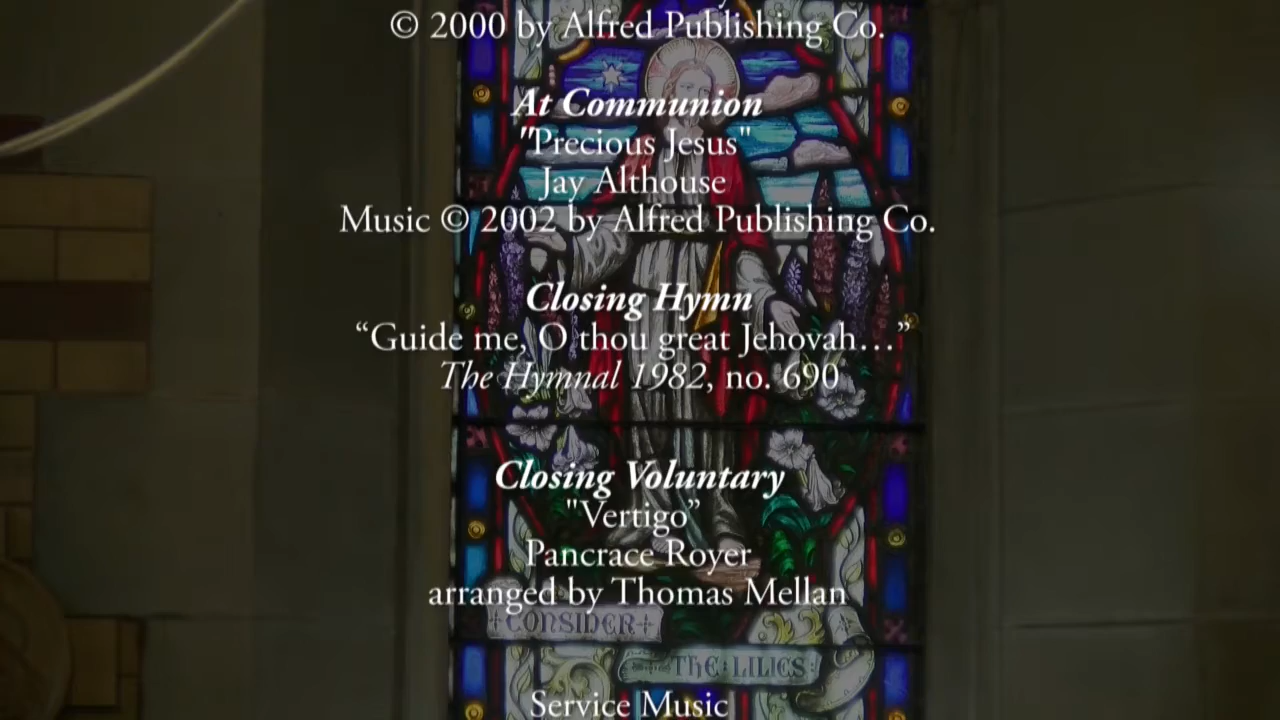 © 2000 by Alfred Publishing Co.
At Communion
"Precious Jesus"
Jay Althouse
Music © 2002 by Alfred Publishing Co.
Closing Hymn
“Guide me, O thou great Jehovah…”
The Hymnal 1982, no. 690
Closing Voluntary
"Vertigo”
Pancrace Royer
arranged by Thomas Mellan
+CONSIDER+
THE:LILIES:
Service Music